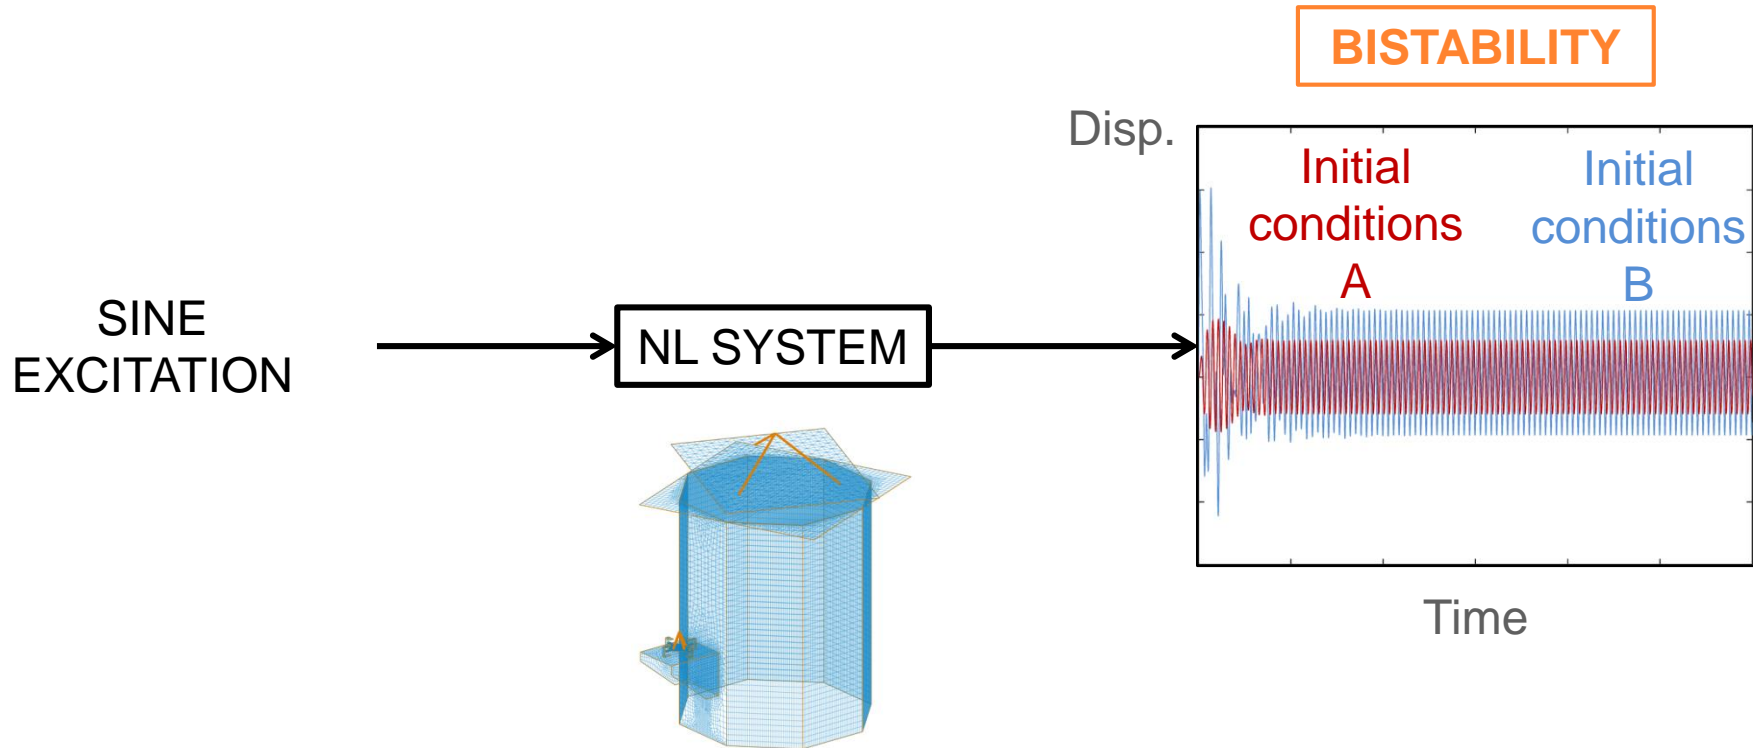 BISTABILITY
Disp.
Initial
conditions
A
Initial
conditions
B
SINE
EXCITATION
NL SYSTEM
Time